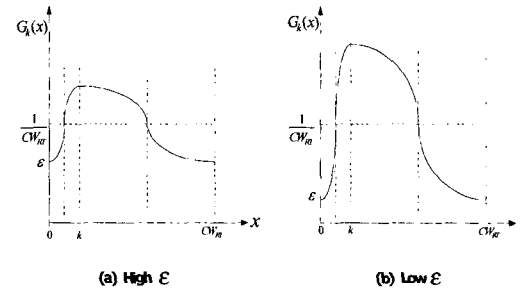 G_k(x)
1
CW_RT
ε
0
k
CW_RT
x
(a) High ε
G_k(x)
1
CW_RT
ε
0
k
CW_RT
(b) Low ε